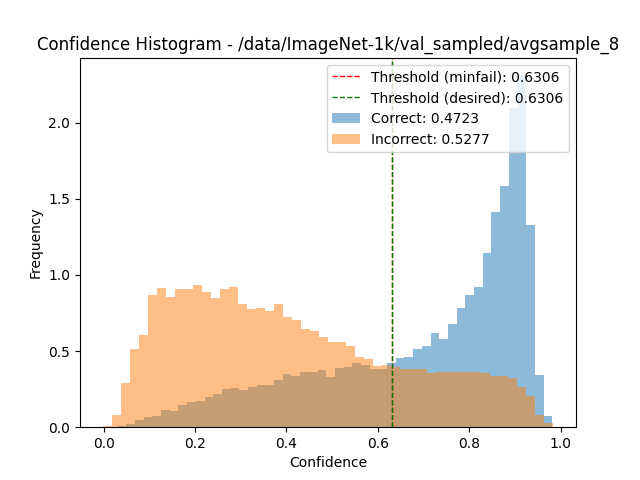 Confidence Histogram - /data/ImageNet-1k/val_sampled/avgsample_8
Threshold (minfail): 0.6306
Threshold (desired): 0.6306
Correct: 0.4723
Incorrect: 0.5277
Frequency
2.0
1.5
1.0
0.5
0.0
0.0 0.2 0.4 0.6 0.8 1.0
Confidence